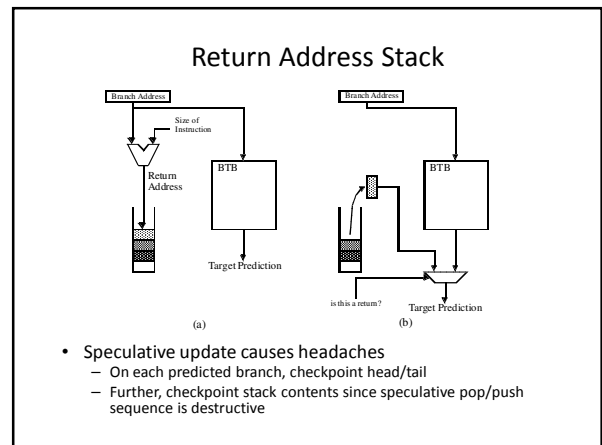 Return Address Stack
Branch Address
Size of
Instruction
Return
Address
BTB
Target Prediction
(a)
Branch Address
BTB
is this a return?
Target Prediction
(b)
• Speculative update causes headaches
– On each predicted branch, checkpoint head/tail
– Further, checkpoint stack contents since speculative pop/push
sequence is destructive